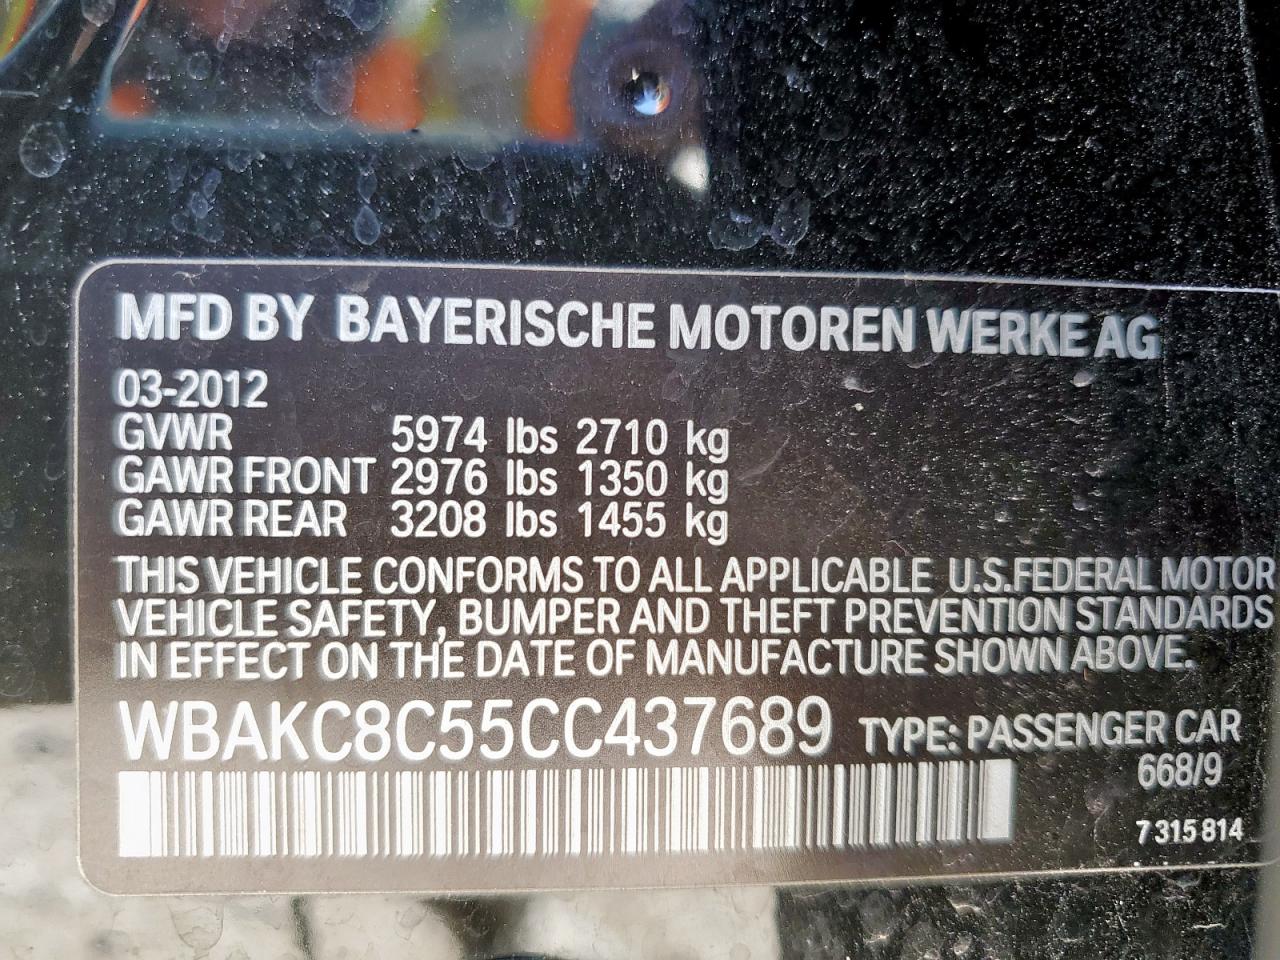 MFD BY BAYERISCHE MOTOREN WERKE AG
03-2012
GVWR 5974 lbs 2710 kg
GAWR FRONT 2976 lbs 1350 kg
GAWR REAR 3208 lbs 1455 kg
THIS VEHICLE CONFORMS TO ALL APPLICABLE U.S.FEDERAL MOTOR
VEHICLE SAFETY, BUMPER AND THEFT PREVENTION STANDARDS
IN EFFECT ON THE DATE OF MANUFACTURE SHOWN ABOVE.
WBAKC8C55CC437689 TYPE: PASSENGER CAR
668/9
7 315 814